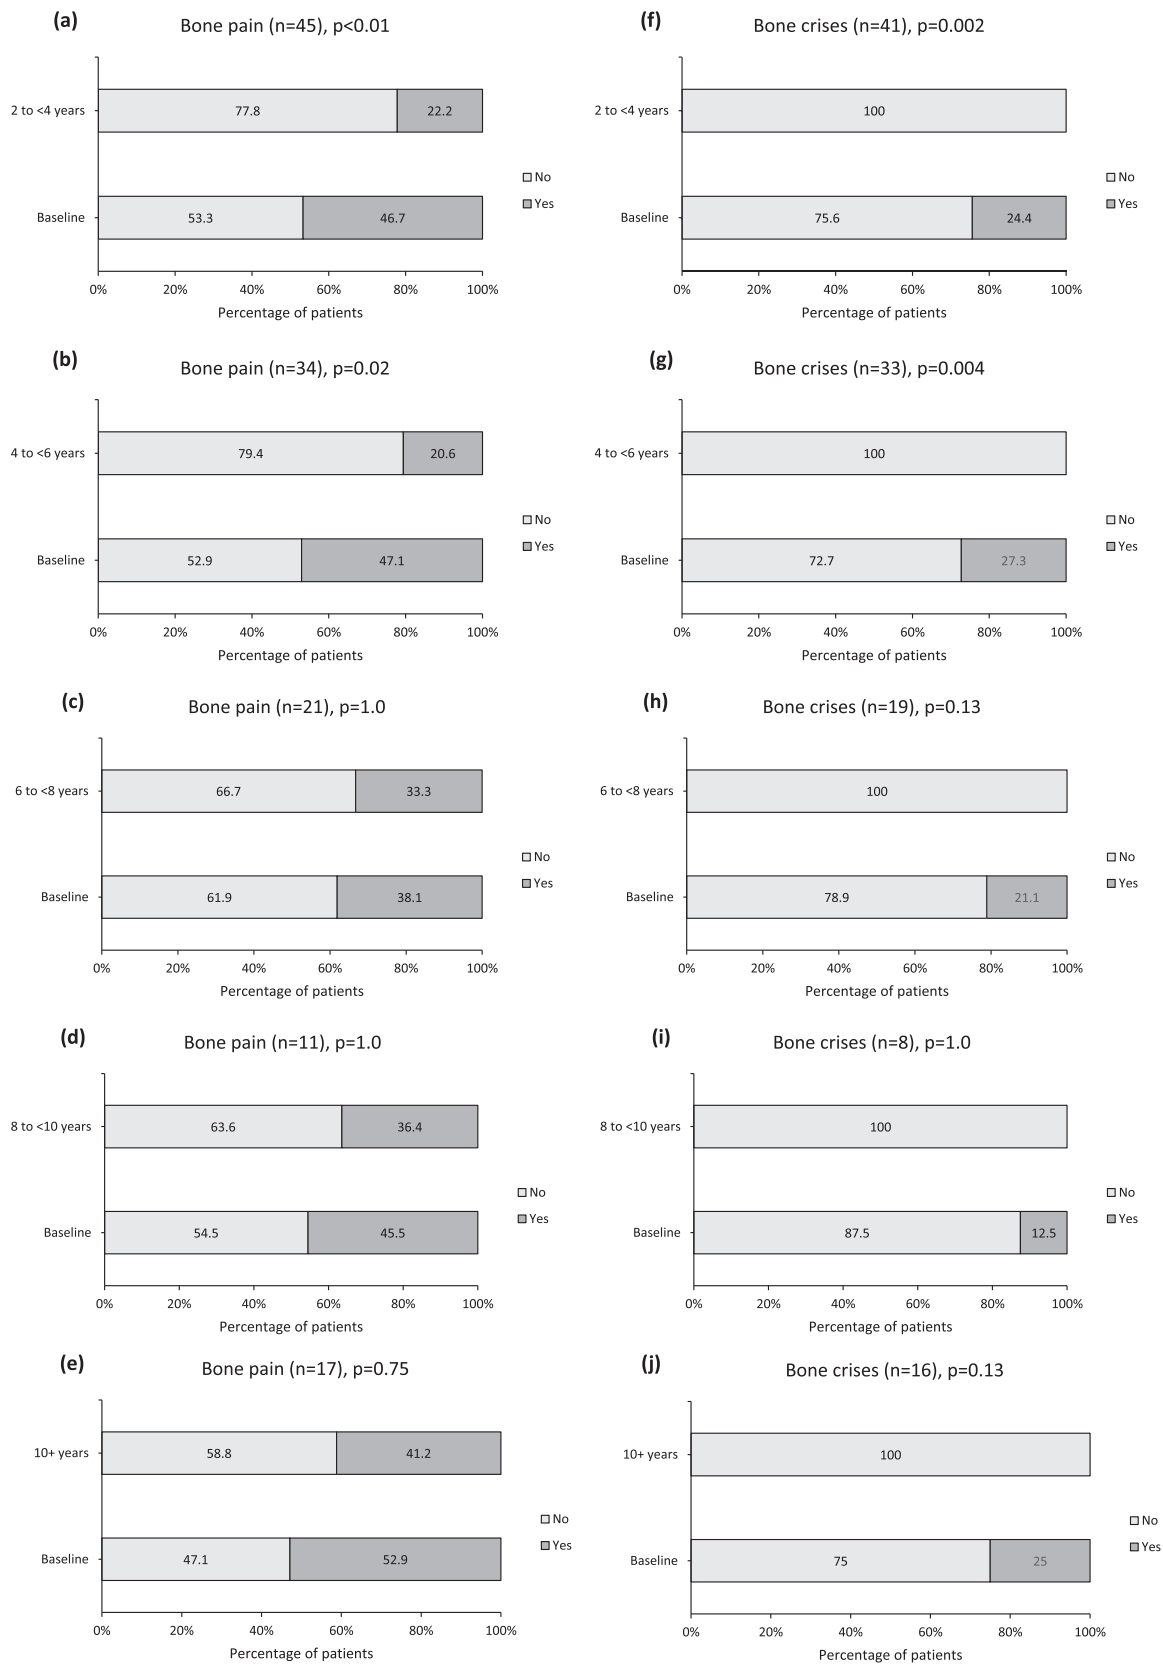 (a)
Bone pain (n=45), p<0.01
2 to <4 years
77.8
22.2
No
Yes
Baseline
53.3
46.7
0% 20% 40% 60% 80% 100%
Percentage of patients
(f)
Bone crises (n=41), p=0.002
2 to <4 years
100
No
Yes
Baseline
75.6
24.4
0% 20% 40% 60% 80% 100%
Percentage of patients
(b)
Bone pain (n=34), p=0.02
4 to <6 years
79.4
20.6
No
Yes
Baseline
52.9
47.1
0% 20% 40% 60% 80% 100%
Percentage of patients
(g)
Bone crises (n=33), p=0.004
4 to <6 years
100
No
Yes
Baseline
72.7
27.3
0% 20% 40% 60% 80% 100%
Percentage of patients
(c)
Bone pain (n=21), p=1.0
6 to <8 years
66.7
33.3
No
Yes
Baseline
61.9
38.1
0% 20% 40% 60% 80% 100%
Percentage of patients
(h)
Bone crises (n=19), p=0.13
6 to <8 years
100
No
Yes
Baseline
78.9
21.1
0% 20% 40% 60% 80% 100%
Percentage of patients
(d)
Bone pain (n=11), p=1.0
8 to <10 years
63.6
36.4
No
Yes
Baseline
54.5
45.5
0% 20% 40% 60% 80% 100%
Percentage of patients
(i)
Bone crises (n=8), p=1.0
8 to <10 years
100
No
Yes
Baseline
87.5
12.5
0% 20% 40% 60% 80% 100%
Percentage of patients
(e)
Bone pain (n=17), p=0.75
10+ years
58.8
41.2
No
Yes
Baseline
47.1
52.9
0% 20% 40% 60% 80% 100%
Percentage of patients
(j)
Bone crises (n=16), p=0.13
10+ years
100
No
Yes
Baseline
75
25
0% 20% 40% 60% 80% 100%
Percentage of patients